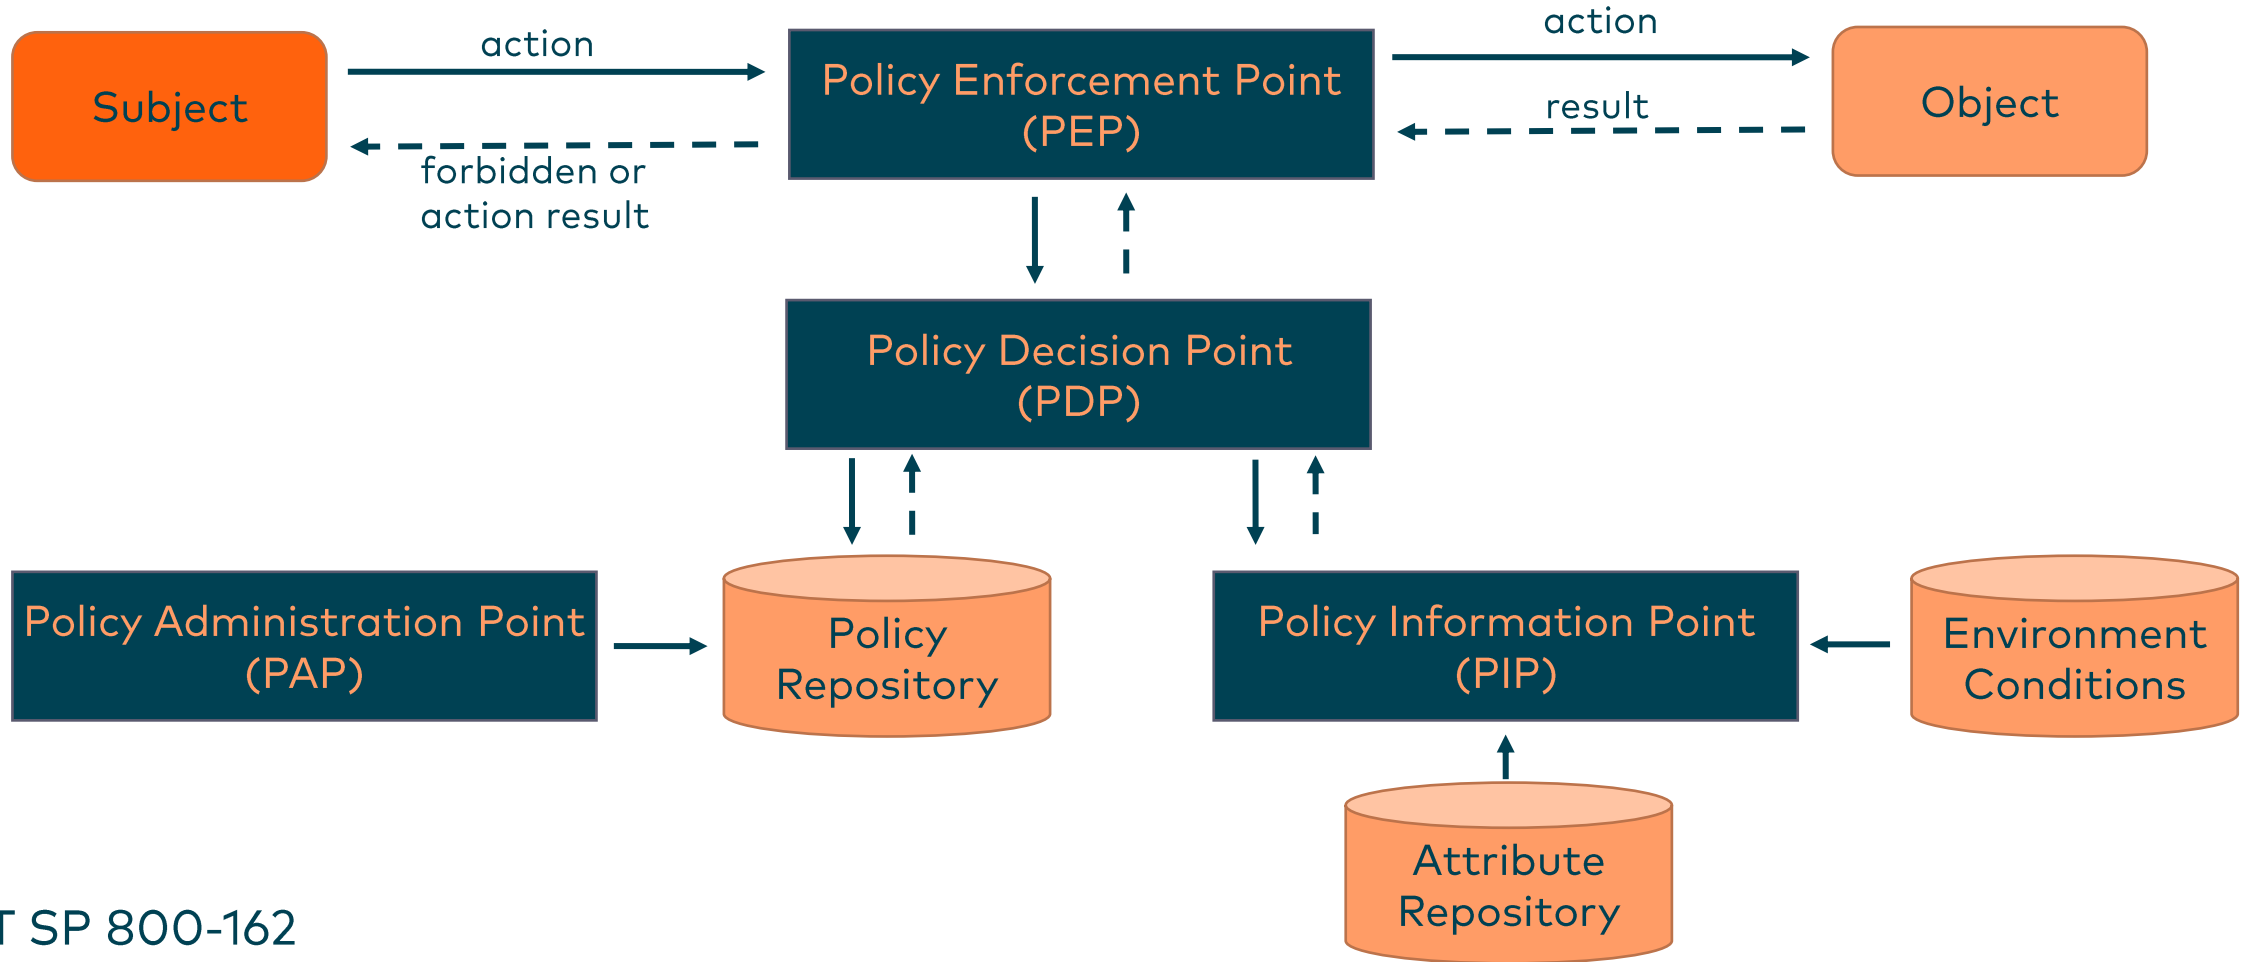 action
action
Subject
Policy Enforcement Point
(PEP)
result
Object
forbidden or
action result
Policy Decision Point
(PDP)
Policy Administration Point
(PAP)
Policy
Repository
Policy Information Point
(PIP)
Environment
Conditions
Attribute
Repository
SP 800-162